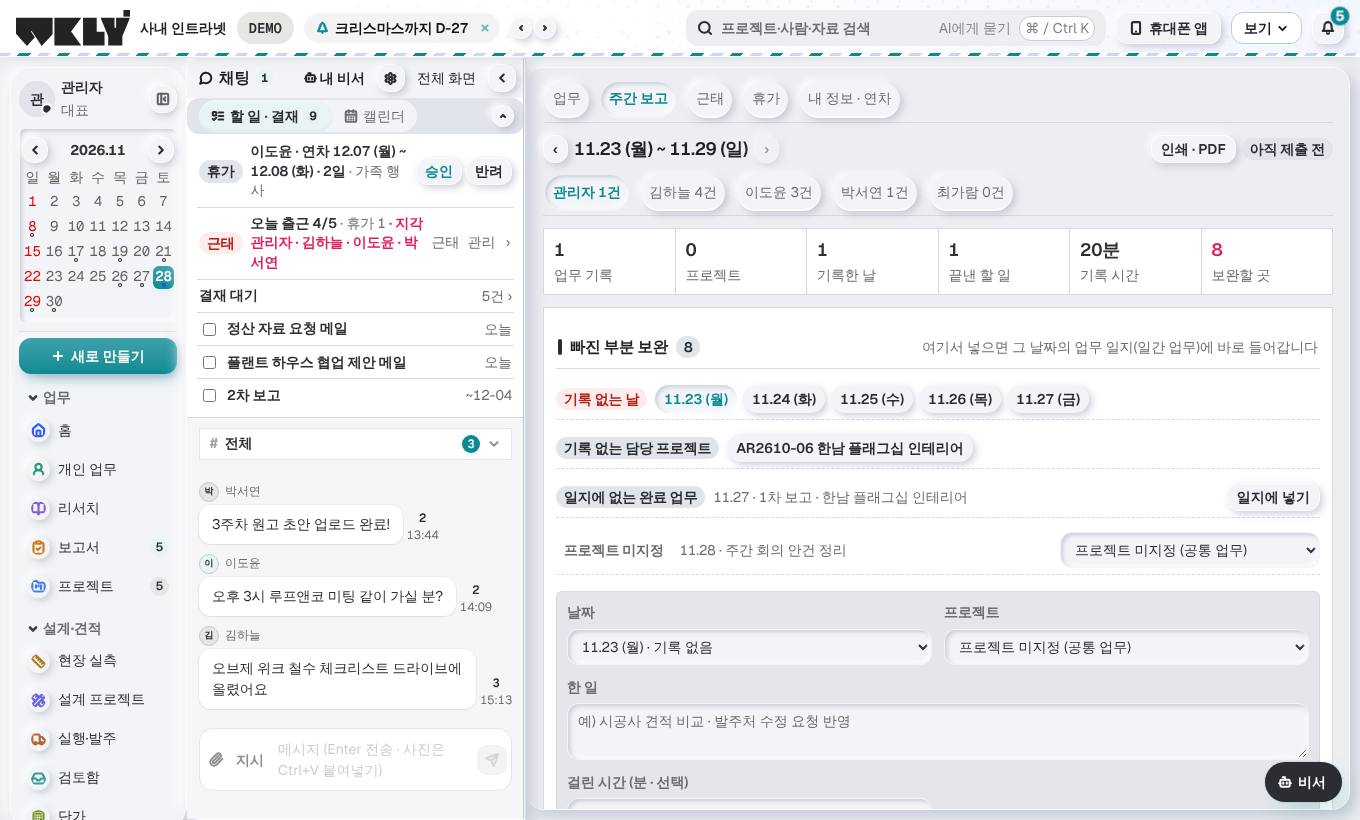 WKLY
사내 인트라넷
DEMO
크리스마스까지 D-27 ×
‹ ›
프로젝트·사람·자료 검색
AI에게 묻기
⌘ / Ctrl K
휴대폰 앱
보기
5
관
관리자
대표
2026.11
일 월 화 수 목 금 토
1 2 3 4 5 6 7
8 9 10 11 12 13 14
15 16 17 18 19 20 21
22 23 24 25 26 27 28
29 30
+ 새로 만들기
업무
홈
개인 업무
리서치
보고서 5
프로젝트 5
설계·견적
현장 실측
설계 프로젝트
실행·발주
검토함
단가
채팅 1
내 비서
전체 화면
할 일 · 결재 9
캘린더
휴가
이도윤 · 연차 12.07 (월) ~
12.08 (화) · 2일 · 가족 행
사
승인
반려
근태
오늘 출근 4/5 · 휴가 1 · 지각
관리자 · 김하늘 · 이도윤 · 박
서연
근태 관리 ›
결재 대기 5건 ›
정산 자료 요청 메일 오늘
플랜트 하우스 협업 제안 메일 오늘
2차 보고 ~12-04
# 전체 3
박 박서연
3주차 원고 초안 업로드 완료!
2
13:44
이 이도윤
오후 3시 루프앤코 미팅 같이 가실 분?
2
14:09
김 김하늘
오브제 위크 철수 체크리스트 드라이브에
올렸어요
3
15:13
지시
메시지 (Enter 전송 · 사진은
Ctrl+V 붙여넣기)
업무
주간 보고
근태
휴가
내 정보 · 연차
‹ 11.23 (월) ~ 11.29 (일) ›
인쇄 · PDF
아직 제출 전
관리자 1건
김하늘 4건
이도윤 3건
박서연 1건
최가람 0건
1
업무 기록
0
프로젝트
1
기록한 날
1
끝낸 할 일
20분
기록 시간
8
보완할 곳
빠진 부분 보완 8
여기서 넣으면 그 날짜의 업무 일지(일간 업무)에 바로 들어갑니다
기록 없는 날
11.23 (월)
11.24 (화)
11.25 (수)
11.26 (목)
11.27 (금)
기록 없는 담당 프로젝트
AR2610-06 한남 플래그십 인테리어
일지에 없는 완료 업무
11.27 · 1차 보고 · 한남 플래그십 인테리어
일지에 넣기
프로젝트 미지정
11.28 · 주간 회의 안건 정리
프로젝트 미지정 (공통 업무)
날짜
프로젝트
11.23 (월) · 기록 없음
프로젝트 미지정 (공통 업무)
한 일
예) 시공사 견적 비교 · 발주처 수정 요청 반영
걸린 시간 (분 · 선택)
비서